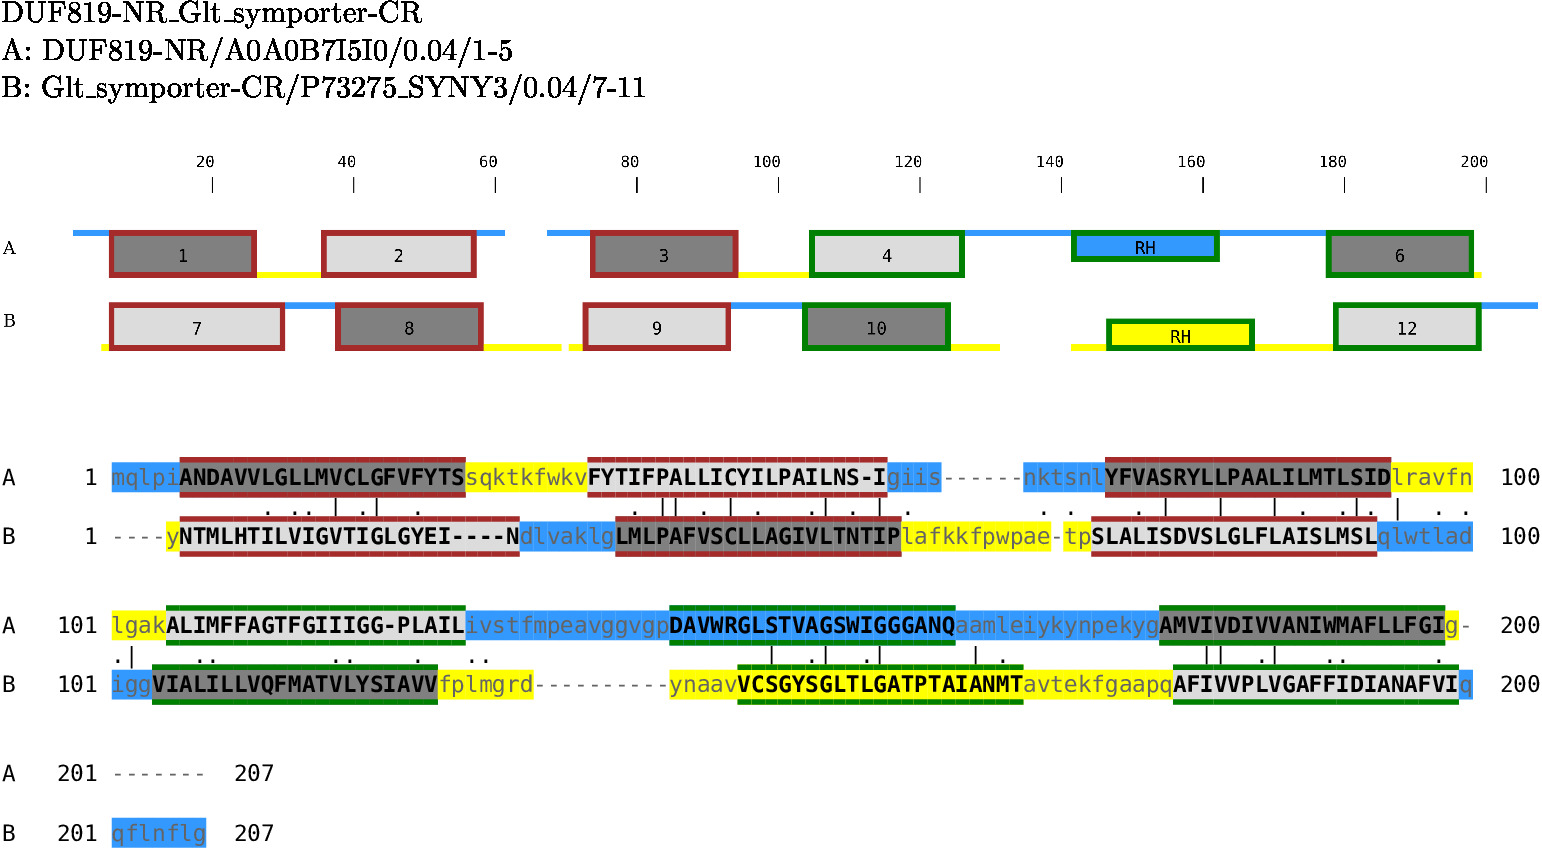 DUF819-NR_Glt_symporter-CR
A: DUF819-NR/A0A0B7I5I0/0.04/1-5
B: Glt_symporter-CR/P73275_SYNY3/0.04/7-11
20 40 60 80 100 120 140 160 180 200
A 1 2 3 4 RH 6
B 7 8 9 10 RH 12
A 1 mqlpiANDAVVLGLLMVCLGFVFYTSsqktkfwkvFYTIFPALLICYILPAILNS-Igiis------nktsnlYFVASRYLLPAALILMTLSIDlravfn 100
. .. | .| . . || . | . .| . | . . . . | | | . .|. | . .
B 1 ----yNTMLHTILVIGVTIGLGYEI----NdlvaklgLMLPAFVSCLLAGIVLTNTIPlafkkfpwpae-tpSLALISDVSLGLFLAISLMSLqlwtlad 100
A 101 lgakALIMFFAGTFGIIIGG-PLAILivstfmpeavggvgpDAVWRGLSTVAGSWIGGGANQaamleiykynpekygAMVIVDIVVANIWMAFLLFGIg- 200
.| .. .. . .. | .| .| | . || .| .. .
B 101 iggVIALILLVQFMATVLYSIAVVfplmgrd----------ynaavVCSGYSGLTLGATPTAIANMTavtekfgaapqAFIVVPLVGAFFIDIANAFVIq 200
A 201 ------- 207
B 201 qflnflg 207